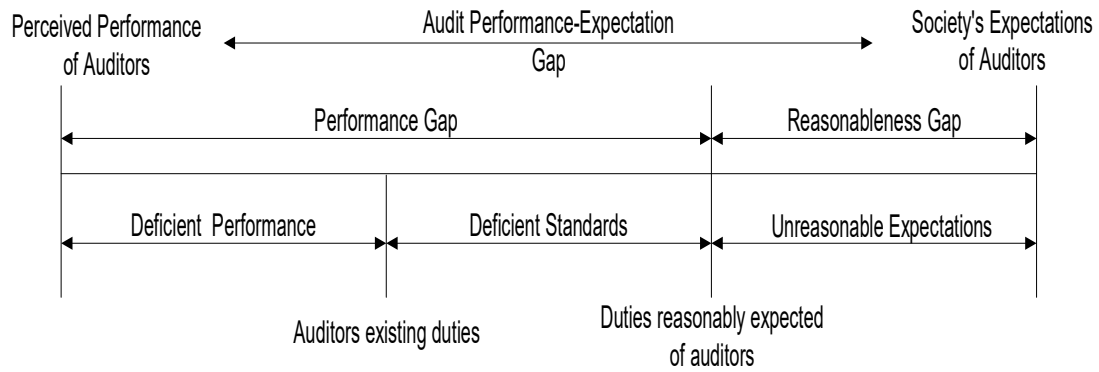 Perceived Performance
of Auditors
Audit Performance-Expectation
Gap
Society's Expectations
of Auditors
Performance Gap
Reasonableness Gap
Deficient Performance
Deficient Standards
Unreasonable Expectations
Auditors existing duties
Duties reasonably expected
of auditors